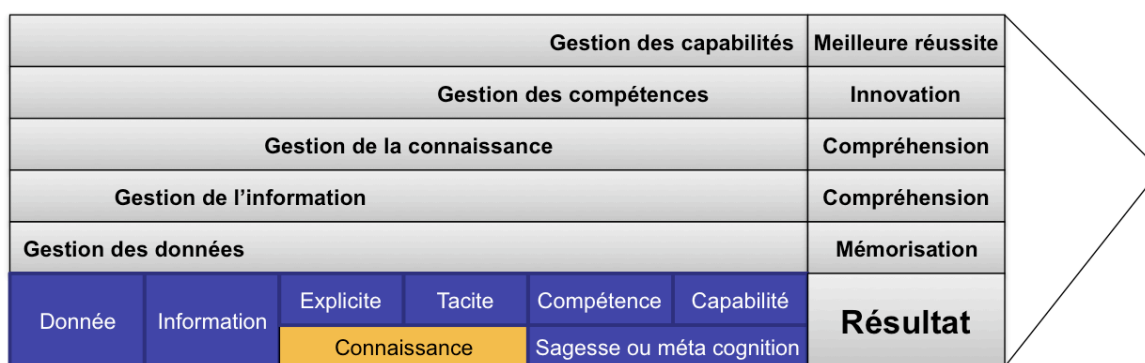 Gestion des capabilités Meilleure réussite
Gestion des compétences Innovation
Gestion de la connaissance Compréhension
Gestion de l’information Compréhension
Gestion des données Mémorisation
Donnée Information Explicite Tacite Compétence Capabilité Résultat
Connaissance Sagesse ou méta cognition